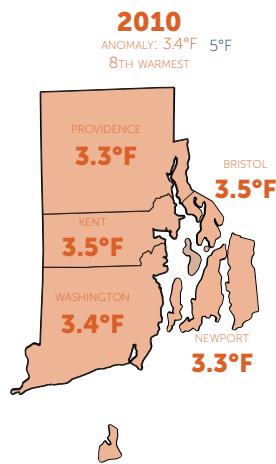 2010
ANOMALY: 3.4°F 5°F
8TH WARMEST
PROVIDENCE
3.3°F
BRISTOL
3.5°F
KENT
3.5°F
WASHINGTON
3.4°F
NEWPORT
3.3°F